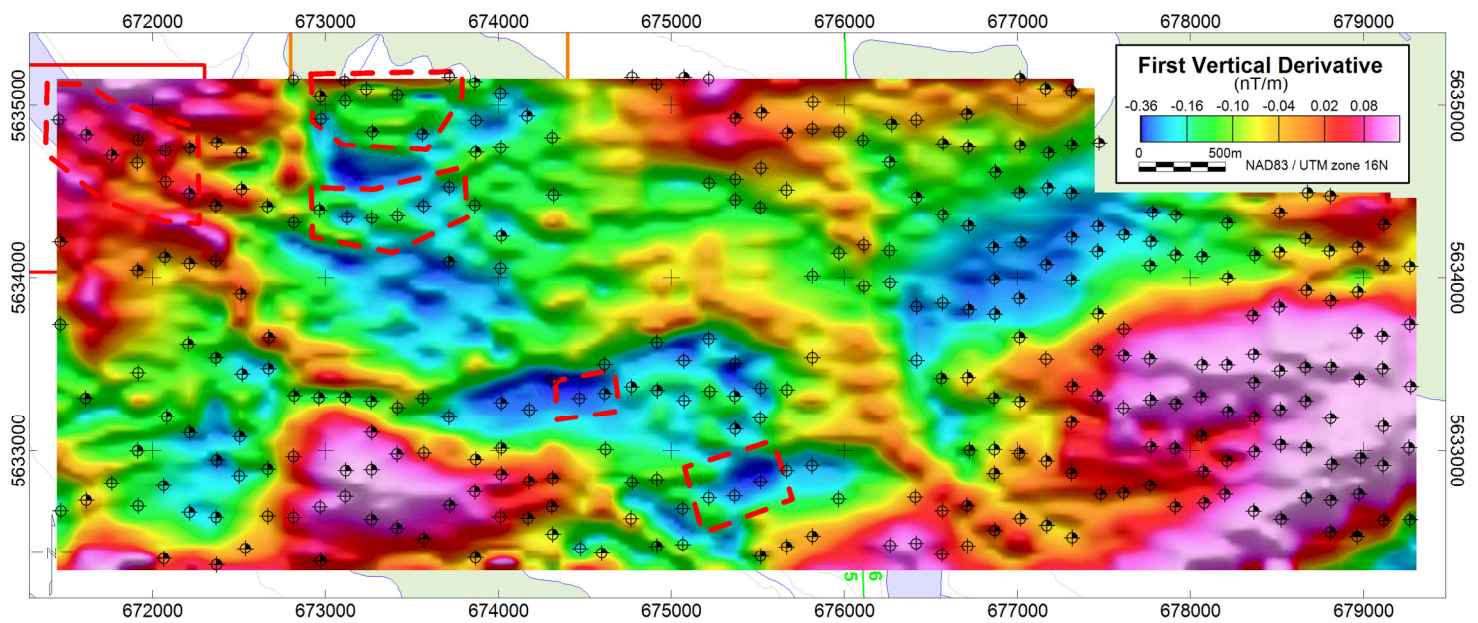 672000 673000 674000 675000 676000 677000 678000 679000
First Vertical Derivative
(nT/m)
-0.36 -0.16 -0.10 -0.04 0.02 0.08
0 500m
NAD83 / UTM zone 16N
5635000 5635000
5634000 5634000
5633000 5633000
N
5 6
672000 673000 674000 675000 676000 677000 678000 679000